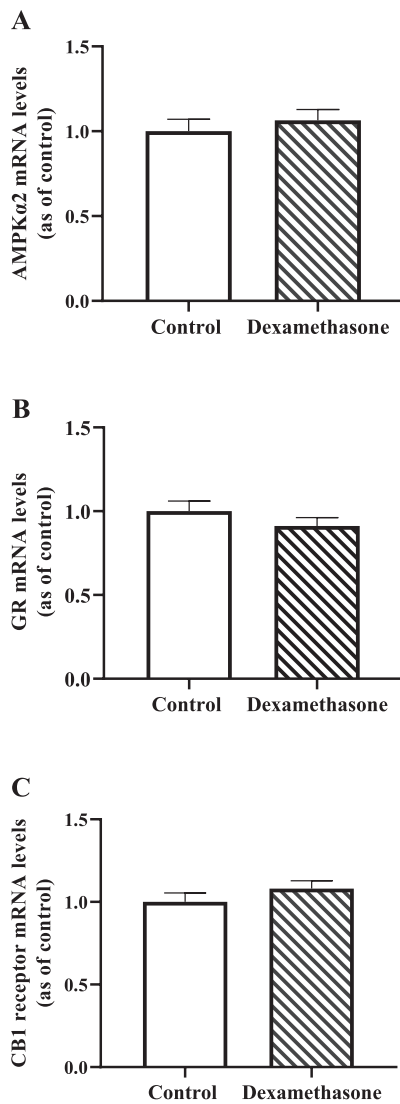 A
AMPKα2 mRNA levels
(as of control)
1.5
1.0
0.5
0.0
Control Dexamethasone
B
GR mRNA levels
(as of control)
1.5
1.0
0.5
0.0
Control Dexamethasone
C
CB1 receptor mRNA levels
(as of control)
1.5
1.0
0.5
0.0
Control Dexamethasone